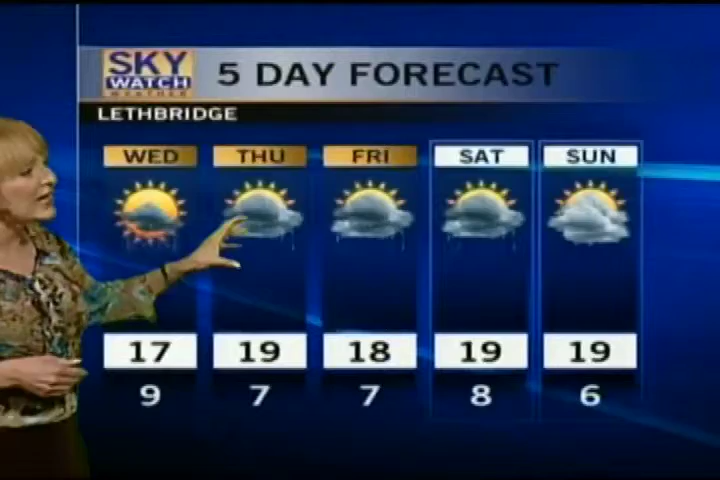 SKY
WATCH
WEATHER
5 DAY FORECAST
LETHBRIDGE
WED THU FRI SAT SUN
17 19 18 19 19
9 7 7 8 6